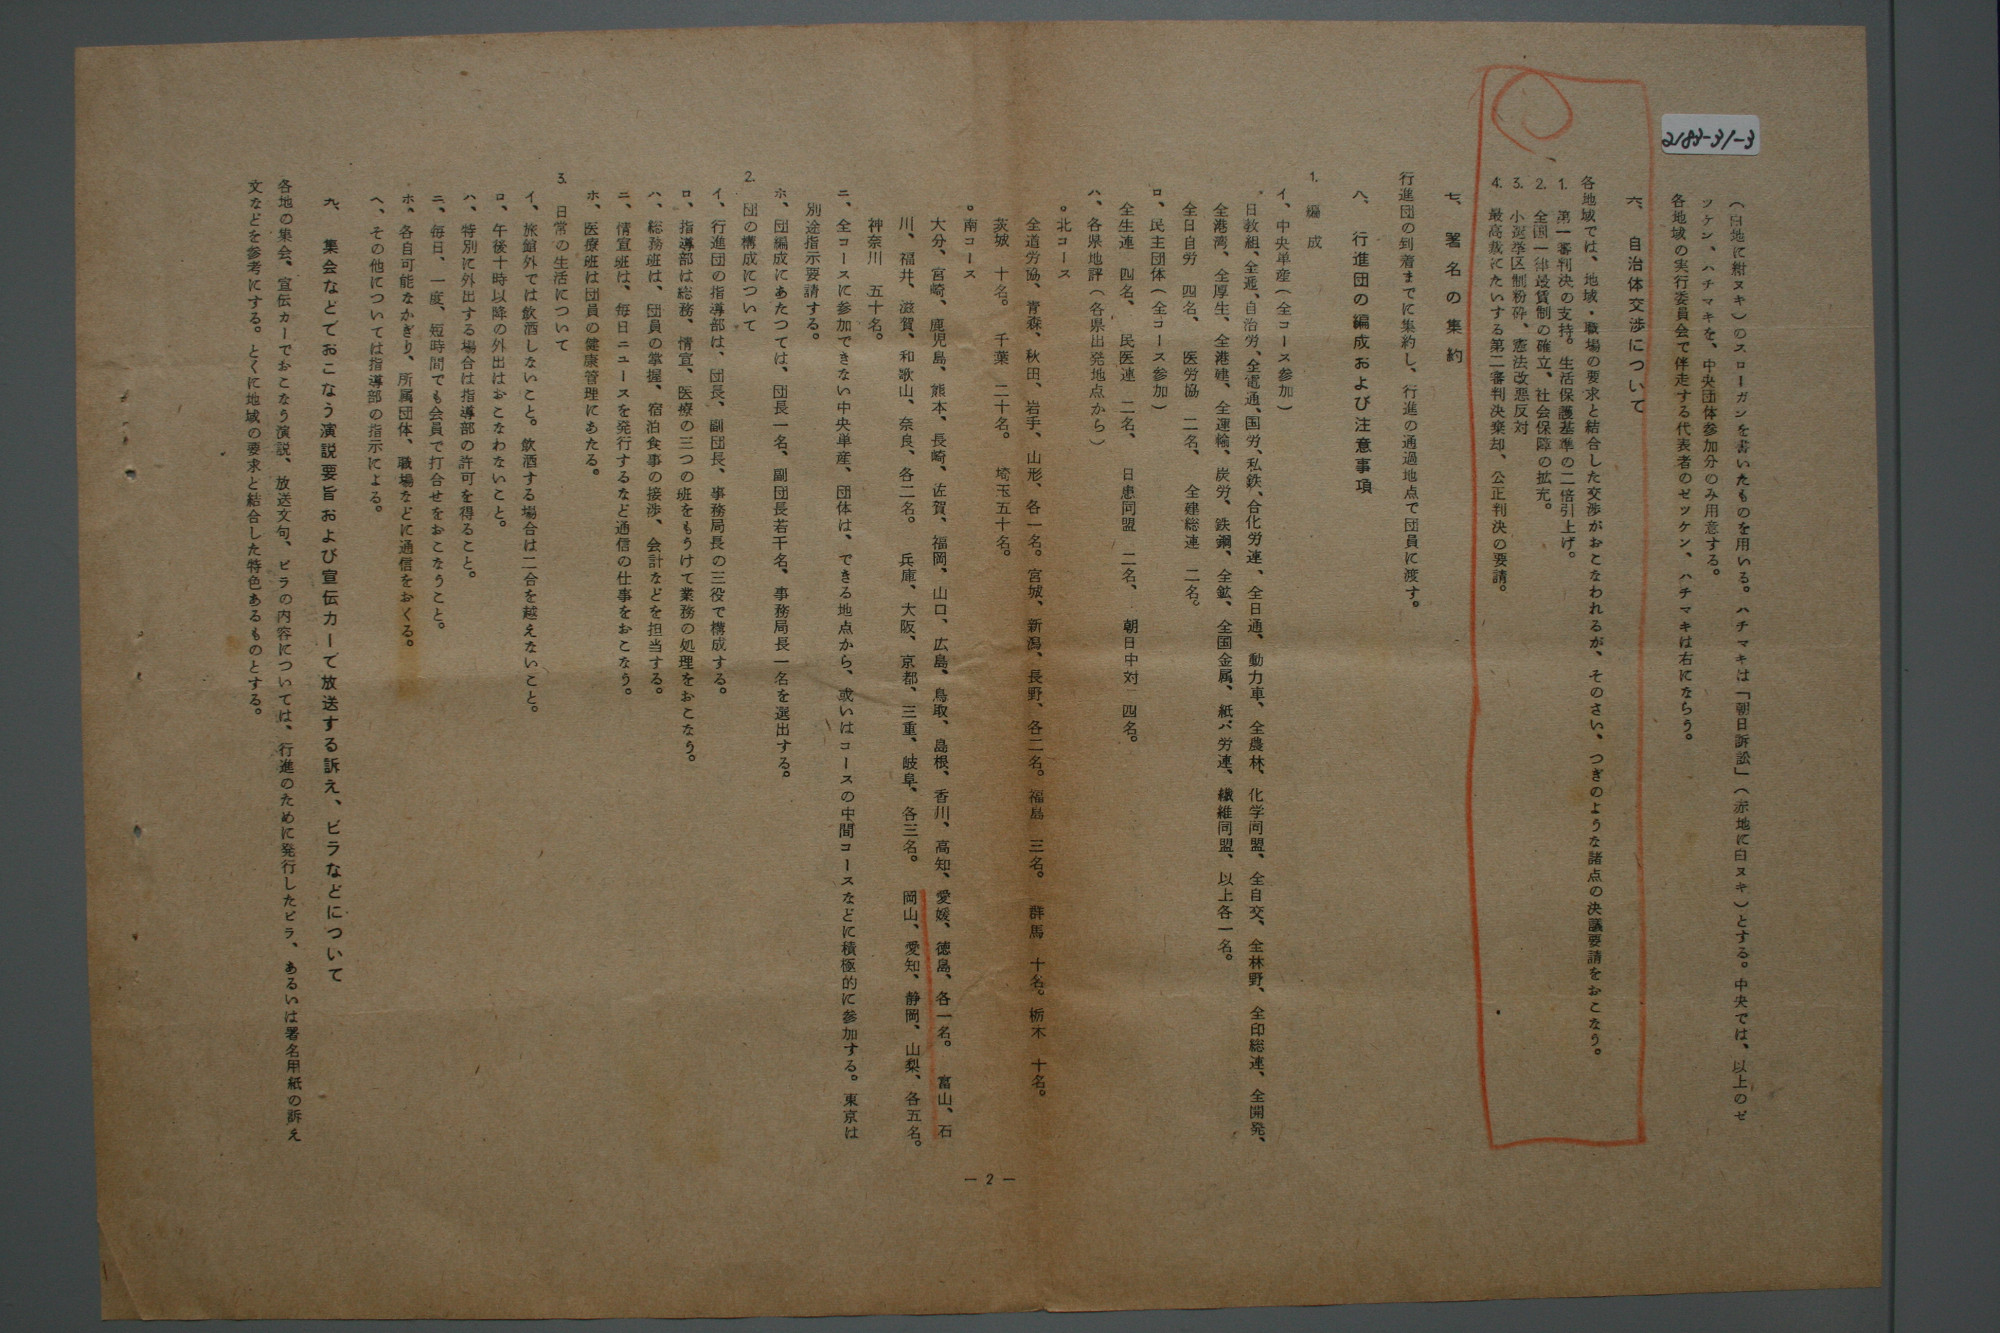 2183-31-3
(白地に紺ヌキ)のスローガンを書いたものを用いる。ハチマキは「朝日訴訟」(赤地に白ヌキ)とする。中央では、以上のゼ
ッケン、ハチマキを、中央団体参加分のみ用意する。
各地域の実行委員会で伴走する代表者のゼッケン、ハチマキは右にならう。
六、自治体交渉について
各地域では、地域・職場の要求と結合した交渉がおこなわれるが、そのさい、つぎのような諸点の決議要請をおこなう。
1. 第一審判決の支持。生活保護基準の二倍引上げ。
2. 全国一律最賃制の確立、社会保障の拡充。
3. 小選挙区制粉砕、憲法改悪反対
4. 最高裁にたいする第二審判決棄却、公正判決の要請。
七、署名の集約
行進団の到着までに集約し、行進の通過地点で団員に渡す。
八、行進団の編成および注意事項
1. 編成
イ、中央単産(全コース参加)
日教組、全逓、自治労、全電通、国労、私鉄、合化労連、全日通、動力車、全農林、化学同盟、全自交、全林野、全印総連、全開発、
全港湾、全厚生、全港建、全運輸、炭労、鉄鋼、全鉱、全国金属、紙パ労連、繊維同盟、以上各一名。
全日自労 四名、医労協 二名、全建総連 二名。
ロ、民主団体(全コース参加)
全生連 四名、民医連 二名、日患同盟 二名、朝日中対 四名。
ハ、各県地評(各県出発地点から)
。北コース
全道労協、青森、秋田、岩手、山形、各一名。宮城、新潟、長野、各二名。福島 三名。群馬 十名。栃木 十名。
茨城 十名。千葉 二十名。埼玉五十名。
。南コース
大分、宮崎、鹿児島、熊本、長崎、佐賀、福岡、山口、広島、鳥取、島根、香川、高知、愛媛、徳島、各一名。富山、石
川、福井、滋賀、和歌山、奈良、各二名。兵庫、大阪、京都、三重、岐阜、各三名。岡山、愛知、静岡、山梨、各五名。
神奈川 五十名。
ニ、全コースに参加できない中央単産、団体は、できる地点から、或いはコースの中間コースなどに積極的に参加する。東京は
別途指示要請する。
ホ、団編成にあたつては、団長一名、副団長若干名、事務局長一名を選出する。
2. 団の構成について
イ、行進団の指導部は、団長、副団長、事務局長の三役で構成する。
ロ、指導部は総務、情宣、医療の三つの班をもうけて業務の処理をおこなう。
ハ、総務班は、団員の掌握、宿泊食事の接渉、会計などを担当する。
ニ、情宣班は、毎日ニュースを発行するなど通信の仕事をおこなう。
ホ、医療班は団員の健康管理にあたる。
3. 日常の生活について
イ、旅館外では飲酒しないこと。飲酒する場合は二合を越えないこと。
ロ、午後十時以降の外出はおこなわないこと。
ハ、特別に外出する場合は指導部の許可を得ること。
ニ、毎日、一度、短時間でも会員で打合せをおこなうこと。
ホ、各自可能なかぎり、所属団体、職場などに通信をおくる。
ヘ、その他については指導部の指示による。
九、集会などでおこなう演説要旨および宣伝カーで放送する訴え、ビラなどについて
各地の集会、宣伝カーでおこなう演説、放送文句、ビラの内容については、行進のために発行したビラ、あるいは署名用紙の訴え
文などを参考にする。とくに地域の要求と結合した特色あるものとする。
— 2 —